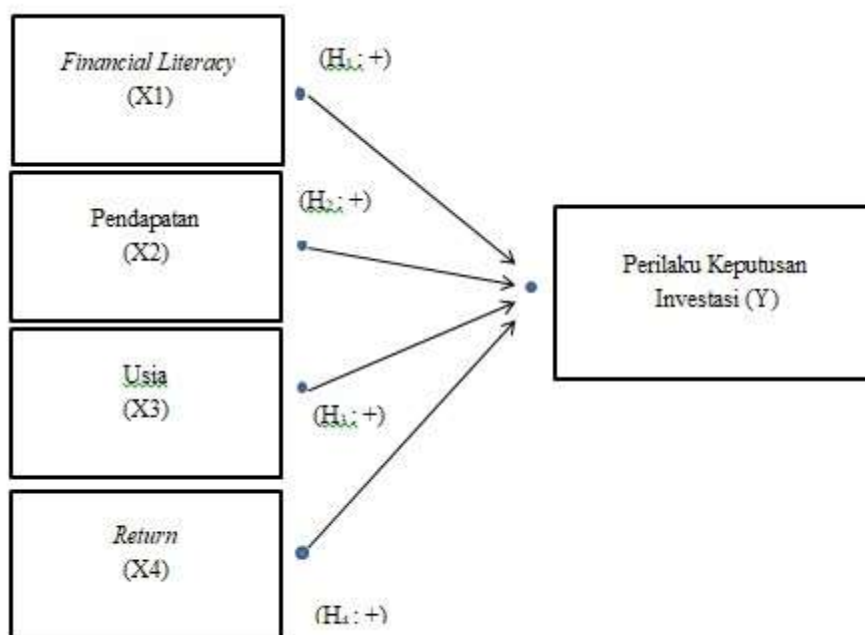 Financial Literacy
(X1)
(H1 : +)
Pendapatan
(X2)
(H2 : +)
Usia
(X3)
(H3 : +)
Return
(X4)
(H4 : +)
Perilaku Keputusan
Investasi (Y)